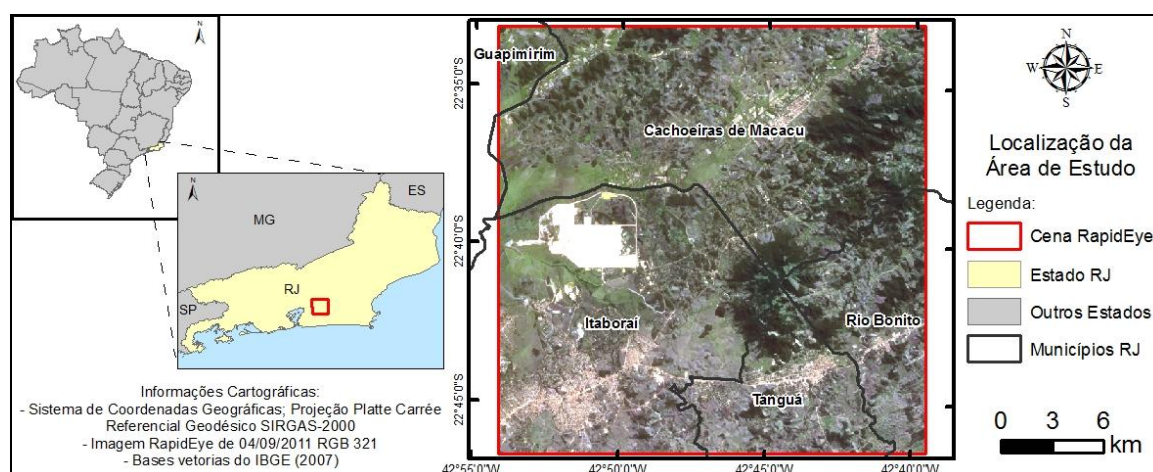 N
MG
ES
SP
RJ
N
Informações Cartográficas:
- Sistema de Coordenadas Geográficas; Projeção Platte Carrée
Referencial Geodésico SIRGAS-2000
- Imagem RapidEye de 04/09/2011 RGB 321
- Bases vetorias do IBGE (2007)
22°35'0"S
22°40'0"S
22°45'0"S
Guapimirim
Cachoeiras de Macacu
Itaboraí
Rio Bonito
Tanguá
42°55'0"W
42°50'0"W
42°45'0"W
42°40'0"W
N
W E
S
Localização da
Área de Estudo
Legenda:
Cena RapidEye
Estado RJ
Outros Estados
Municípios RJ
0 3 6
km